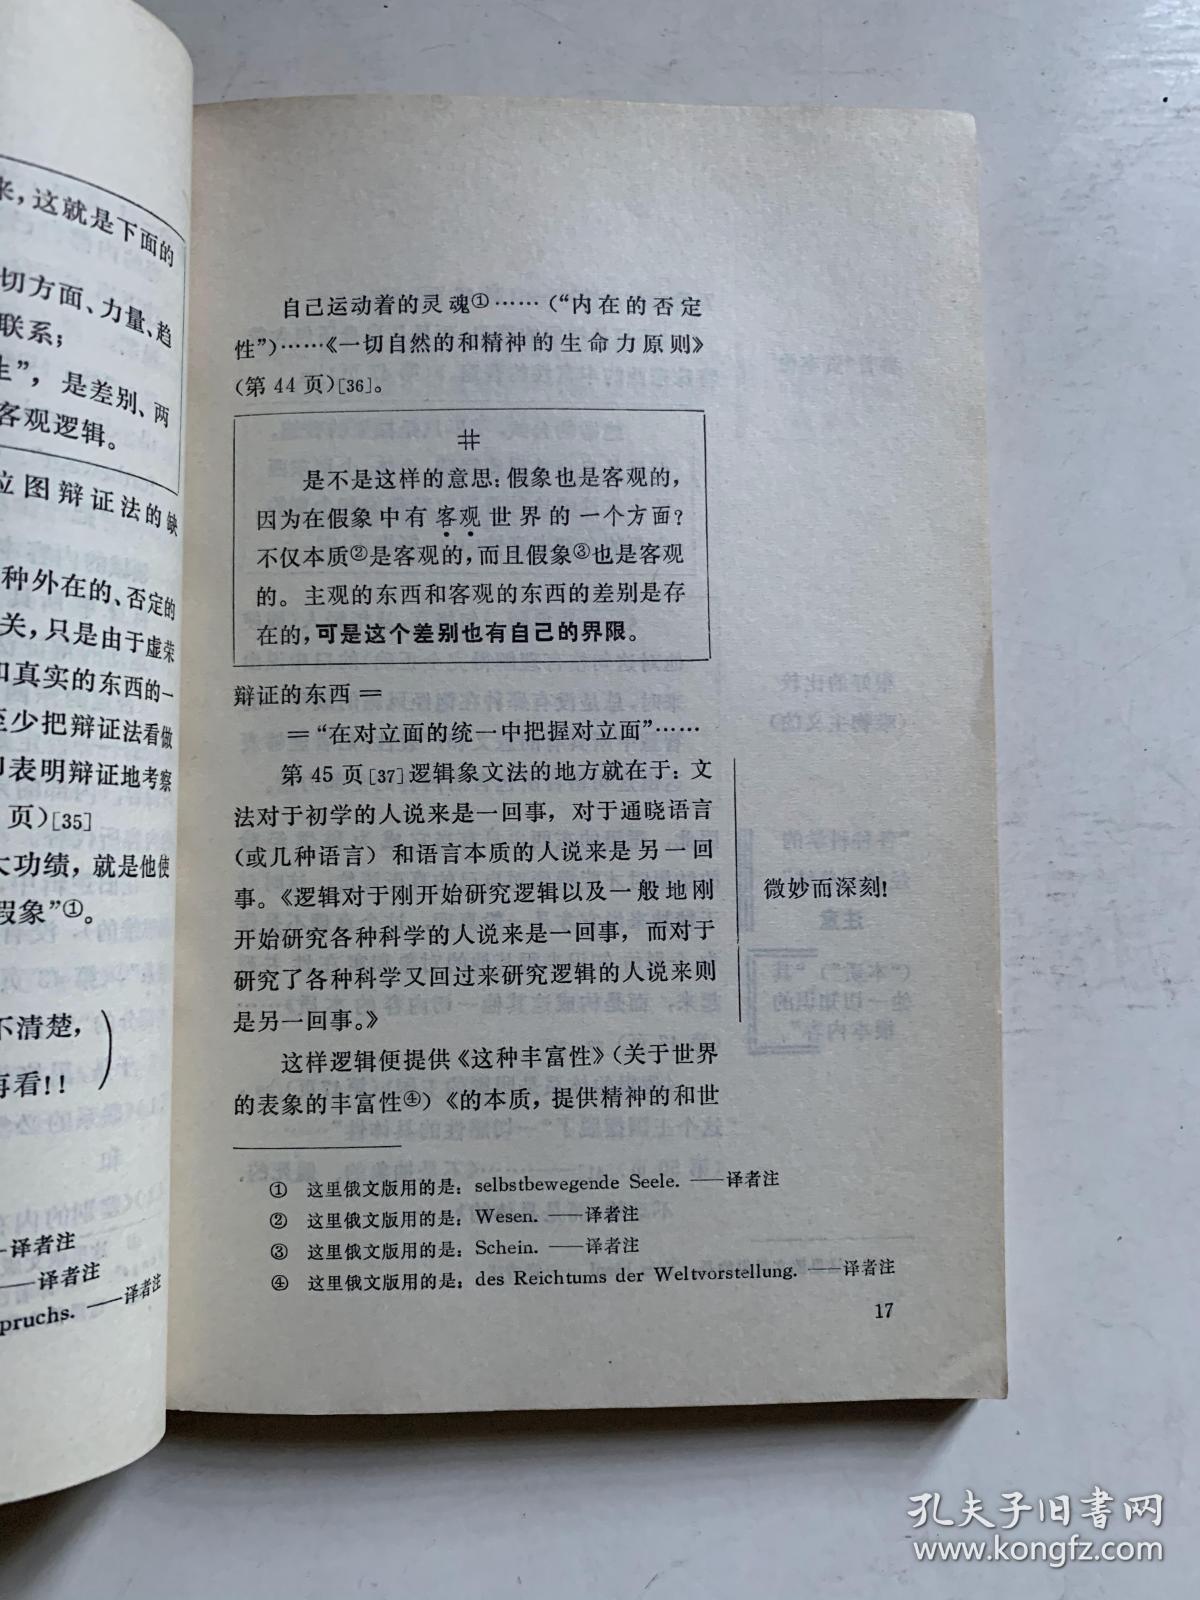 来，这就是下面的
切方面、力量、趋
联系；
生”，是差别、两
客观逻辑。
位图辩证法的缺
种外在的、否定的
关，只是由于虚荣
和真实的东西的一
至少把辩证法看做
表明辩证地考察
页）[35]
大功绩，就是他使
假象”①。
不清楚，
再看!!
译者注
——译者注
pruchs. ——译者注
自己运动着的灵魂①……（“内在的否定
性”）……《一切自然的和精神的生命力原则》
（第44页）[36]。
井
是不是这样的意思：假象也是客观的，
因为在假象中有客观世界的一个方面？
不仅本质②是客观的，而且假象③也是客观
的。主观的东西和客观的东西的差别是存
在的，可是这个差别也有自己的界限。
辩证的东西＝
＝“在对立面的统一中把握对立面”……
第45页[37]逻辑象文法的地方就在于：文
法对于初学的人说来是一回事，对于通晓语言
（或几种语言）和语言本质的人说来是另一回
事。《逻辑对于刚开始研究逻辑以及一般地刚
开始研究各种科学的人说来是一回事，而对于
研究了各种科学又回过来研究逻辑的人说来则
是另一回事。》
微妙而深刻！
这样逻辑便提供《这种丰富性》（关于世界
的表象的丰富性④）《的本质，提供精神的和世
① 这里俄文版用的是：selbstbewegende Seele. ——译者注
② 这里俄文版用的是：Wesen. ——译者注
③ 这里俄文版用的是：Schein. ——译者注
④ 这里俄文版用的是：des Reichtums der Weltvorstellung. ——译者注
17
孔夫子旧书网
www.kongfz.com